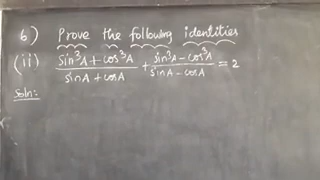 6) Prove the following identities
(ii) sin³A + cos³A / sinA + cosA + sin³A - cos³A / sinA - cosA = 2
Soln:-